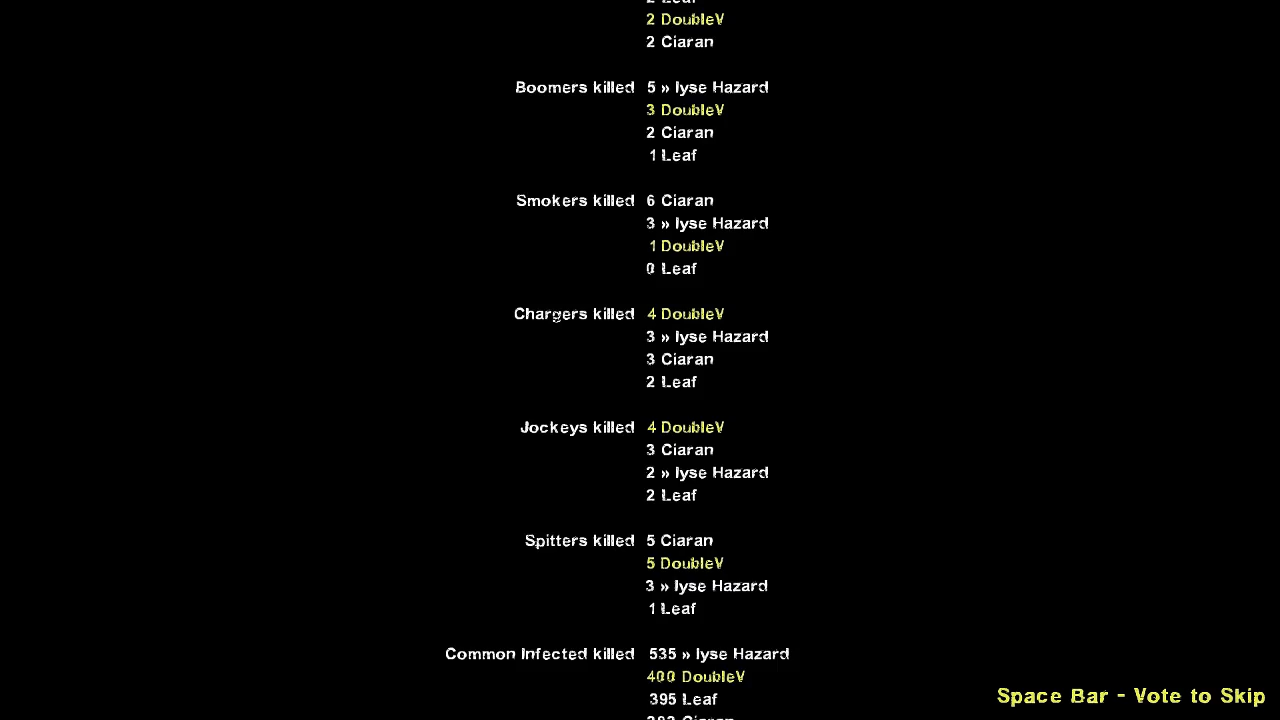 2 Leaf
2 DoubleV
2 Ciaran
Boomers killed 5 » lyse Hazard
3 DoubleV
2 Ciaran
1 Leaf
Smokers killed 6 Ciaran
3 » lyse Hazard
1 DoubleV
0 Leaf
Chargers killed 4 DoubleV
3 » lyse Hazard
3 Ciaran
2 Leaf
Jockeys killed 4 DoubleV
3 Ciaran
2 » lyse Hazard
2 Leaf
Spitters killed 5 Ciaran
5 DoubleV
3 » lyse Hazard
1 Leaf
Common Infected killed 535 » lyse Hazard
400 DoubleV
395 Leaf
Ciaran
Space Bar - Vote to Skip